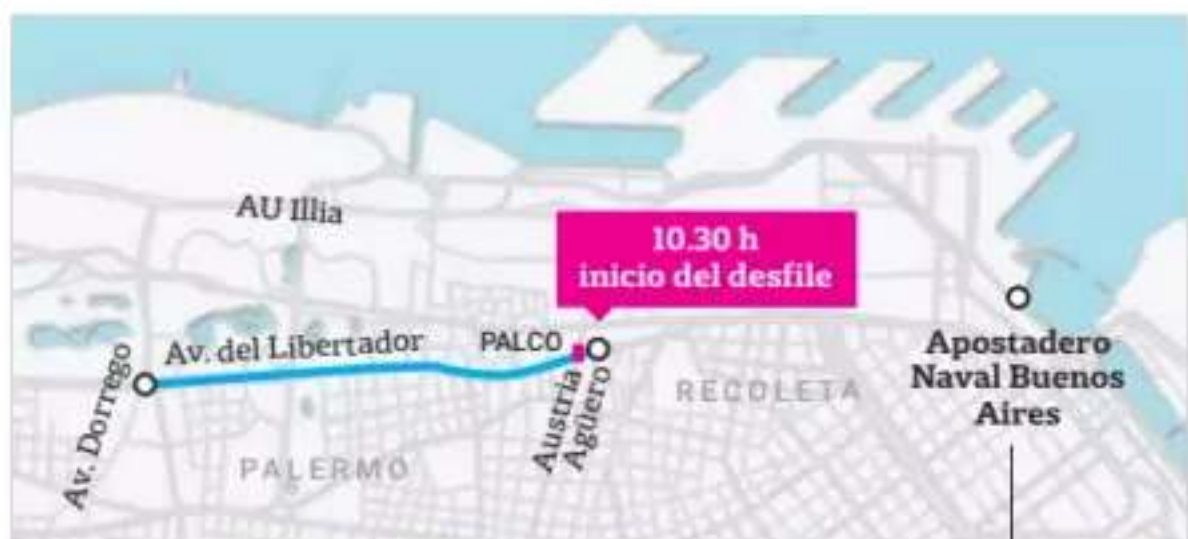 AU Illia
10.30 h
inicio del desfile
Av. del Libertador
PALCO
Av. Dorrego
Austria
Agüero
PALERMO
RECOLETA
Apostadero
Naval Buenos
Aires